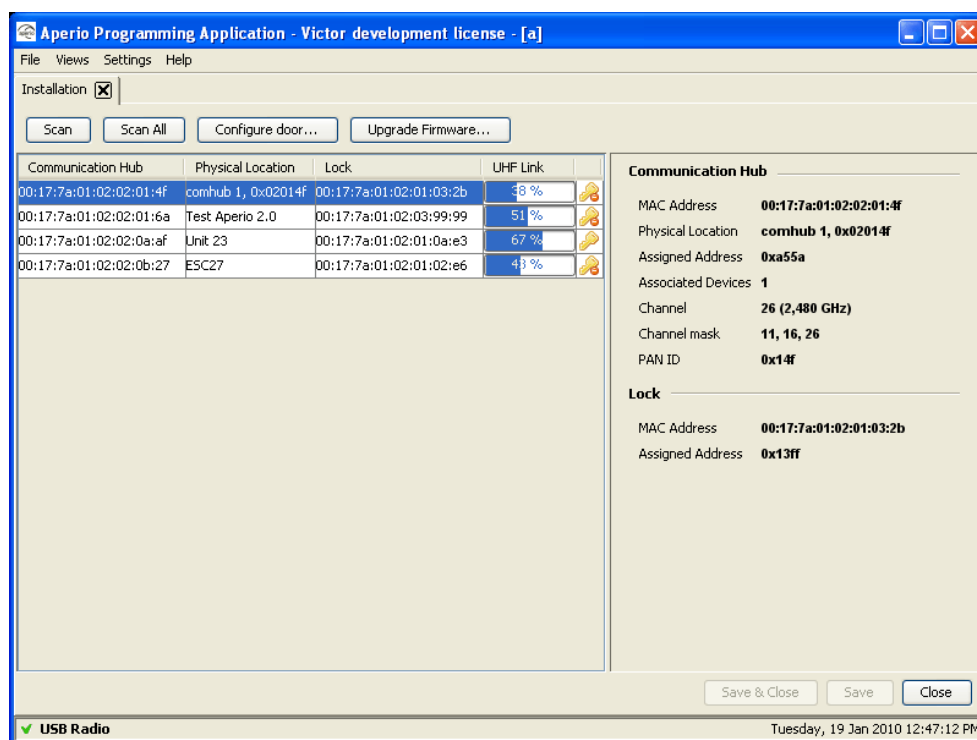 Aperio Programming Application - Victor development license - [a]
File Views Settings Help
Installation
Scan Scan All Configure door... Upgrade Firmware...
Communication Hub Physical Location Lock UHF Link
00:17:7a:01:02:02:01:4f comhub 1, 0x02014f 00:17:7a:01:02:01:03:2b 38 %
00:17:7a:01:02:02:01:6a Test Aperio 2.0 00:17:7a:01:02:03:99:99 51 %
00:17:7a:01:02:02:0a:af Unit 23 00:17:7a:01:02:01:0a:e3 67 %
00:17:7a:01:02:02:0b:27 ESC27 00:17:7a:01:02:01:02:e6 43 %
Communication Hub
MAC Address 00:17:7a:01:02:02:01:4f
Physical Location comhub 1, 0x02014f
Assigned Address 0xa55a
Associated Devices 1
Channel 26 (2,480 GHz)
Channel mask 11, 16, 26
PAN ID 0x14f
Lock
MAC Address 00:17:7a:01:02:01:03:2b
Assigned Address 0x13ff
Save & Close Save Close
USB Radio Tuesday, 19 Jan 2010 12:47:12 PM